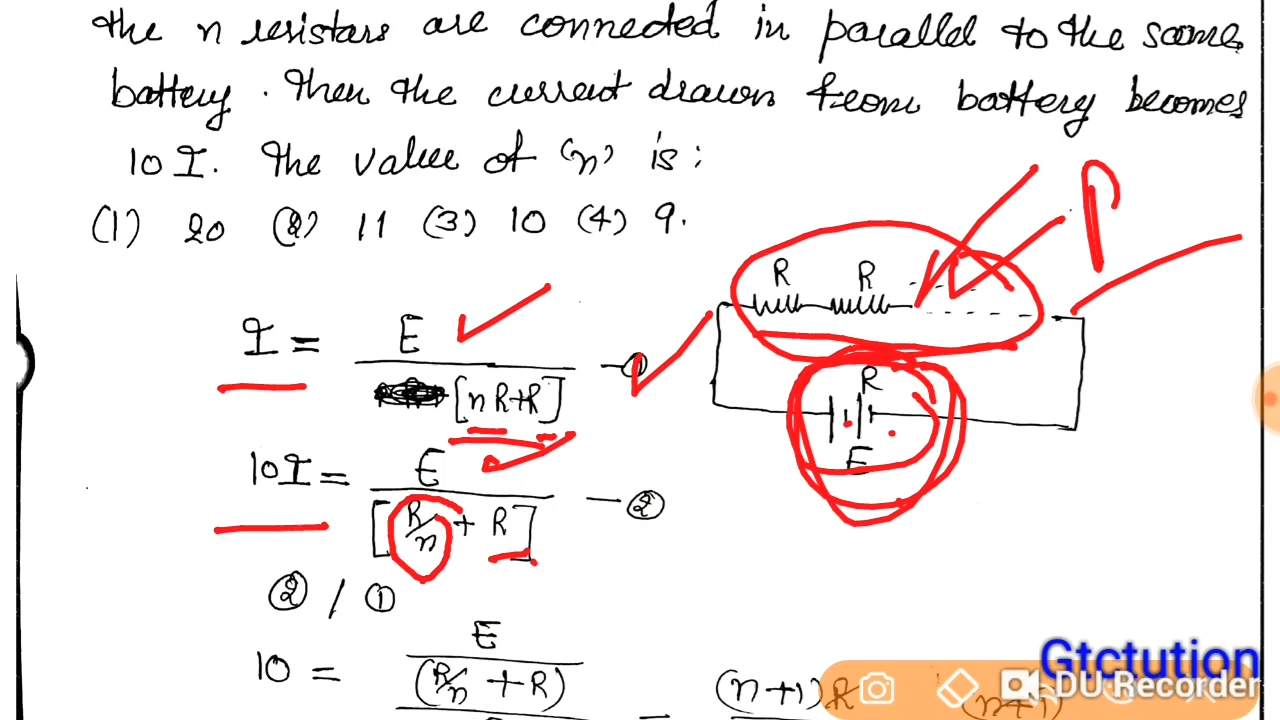 the n resistors are connected in parallel to the same
battery. Then the current drawn from battery becomes
10 I. The value of 'n' is:
(1) 20 (2) 11 (3) 10 (4) 9.
R R
I = E / [nR+R] — ①
R
E
10I = E / [R/n + R] — ②
② / ①
10 = E / (R/n + R) = (n+1)R
(n+1)
P
Gtctution
DU Recorder